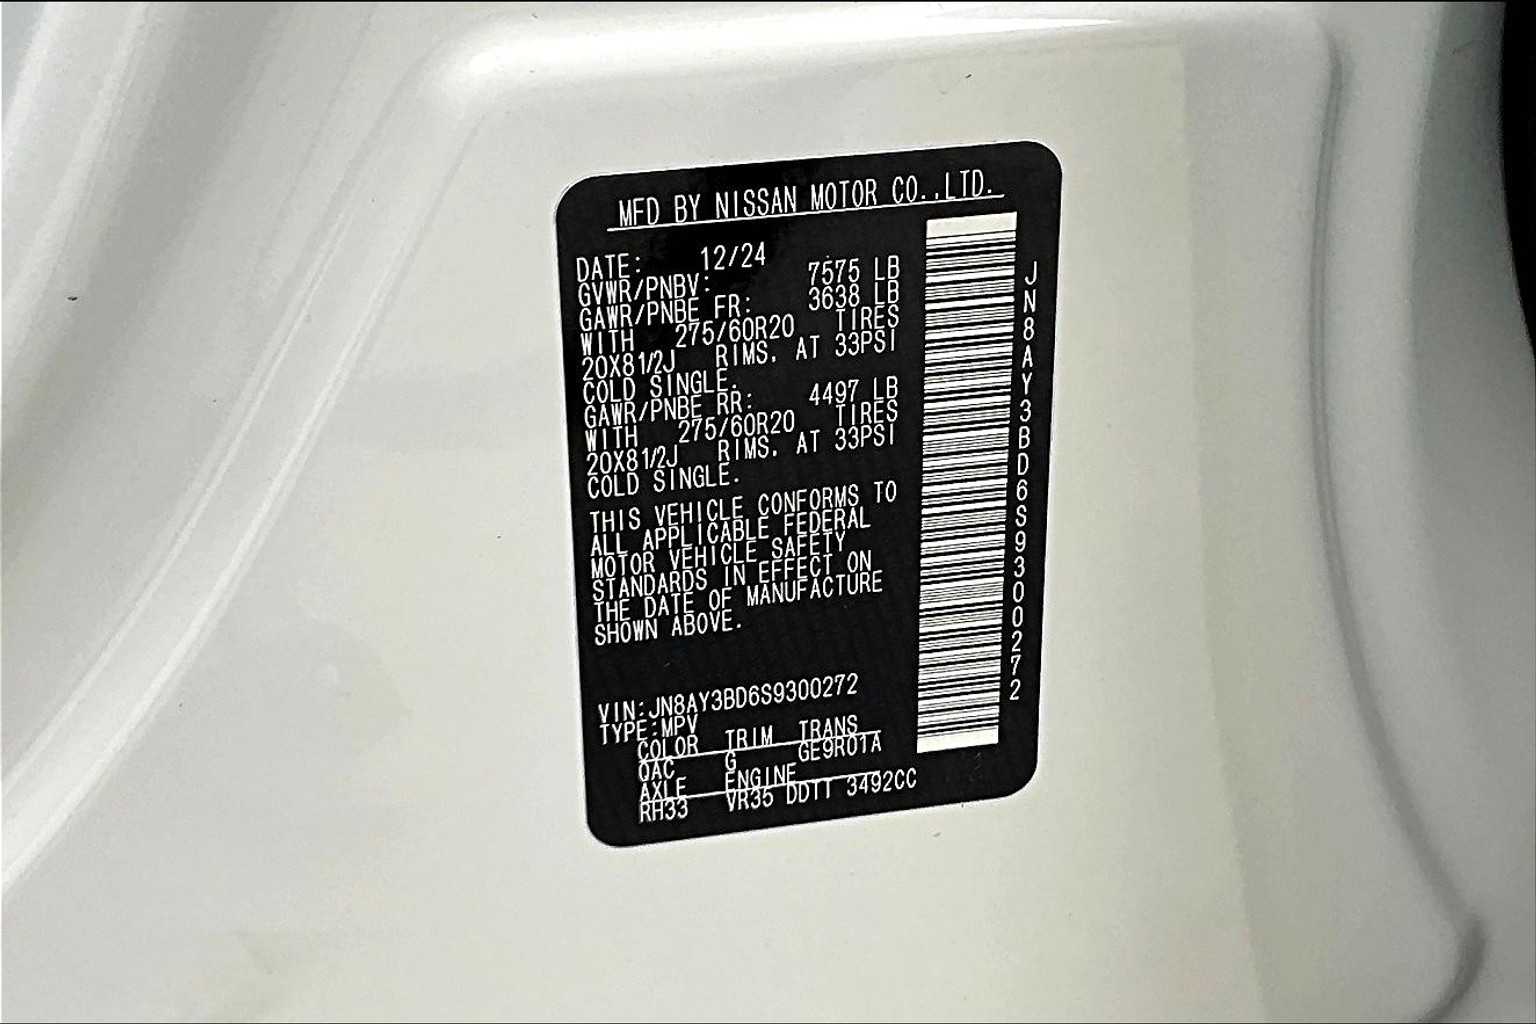 MFD BY NISSAN MOTOR CO.,LTD.
DATE: 12/24
GVWR/PNBV: 7575 LB
GAWR/PNBE FR: 3638 LB
WITH 275/60R20 TIRES
20X81/2J RIMS. AT 33PSI
COLD SINGLE.
GAWR/PNBE RR: 4497 LB
WITH 275/60R20 TIRES
20X81/2J RIMS. AT 33PSI
COLD SINGLE.
THIS VEHICLE CONFORMS TO
ALL APPLICABLE FEDERAL
MOTOR VEHICLE SAFETY
STANDARDS IN EFFECT ON
THE DATE OF MANUFACTURE
SHOWN ABOVE.
VIN:JN8AY3BD6S9300272
TYPE:MPV
COLOR TRIM TRANS
QAC G GE9R01A
AXLE ENGINE
RH33 VR35 DDTT 3492CC
JN8AY3BD6S9300272